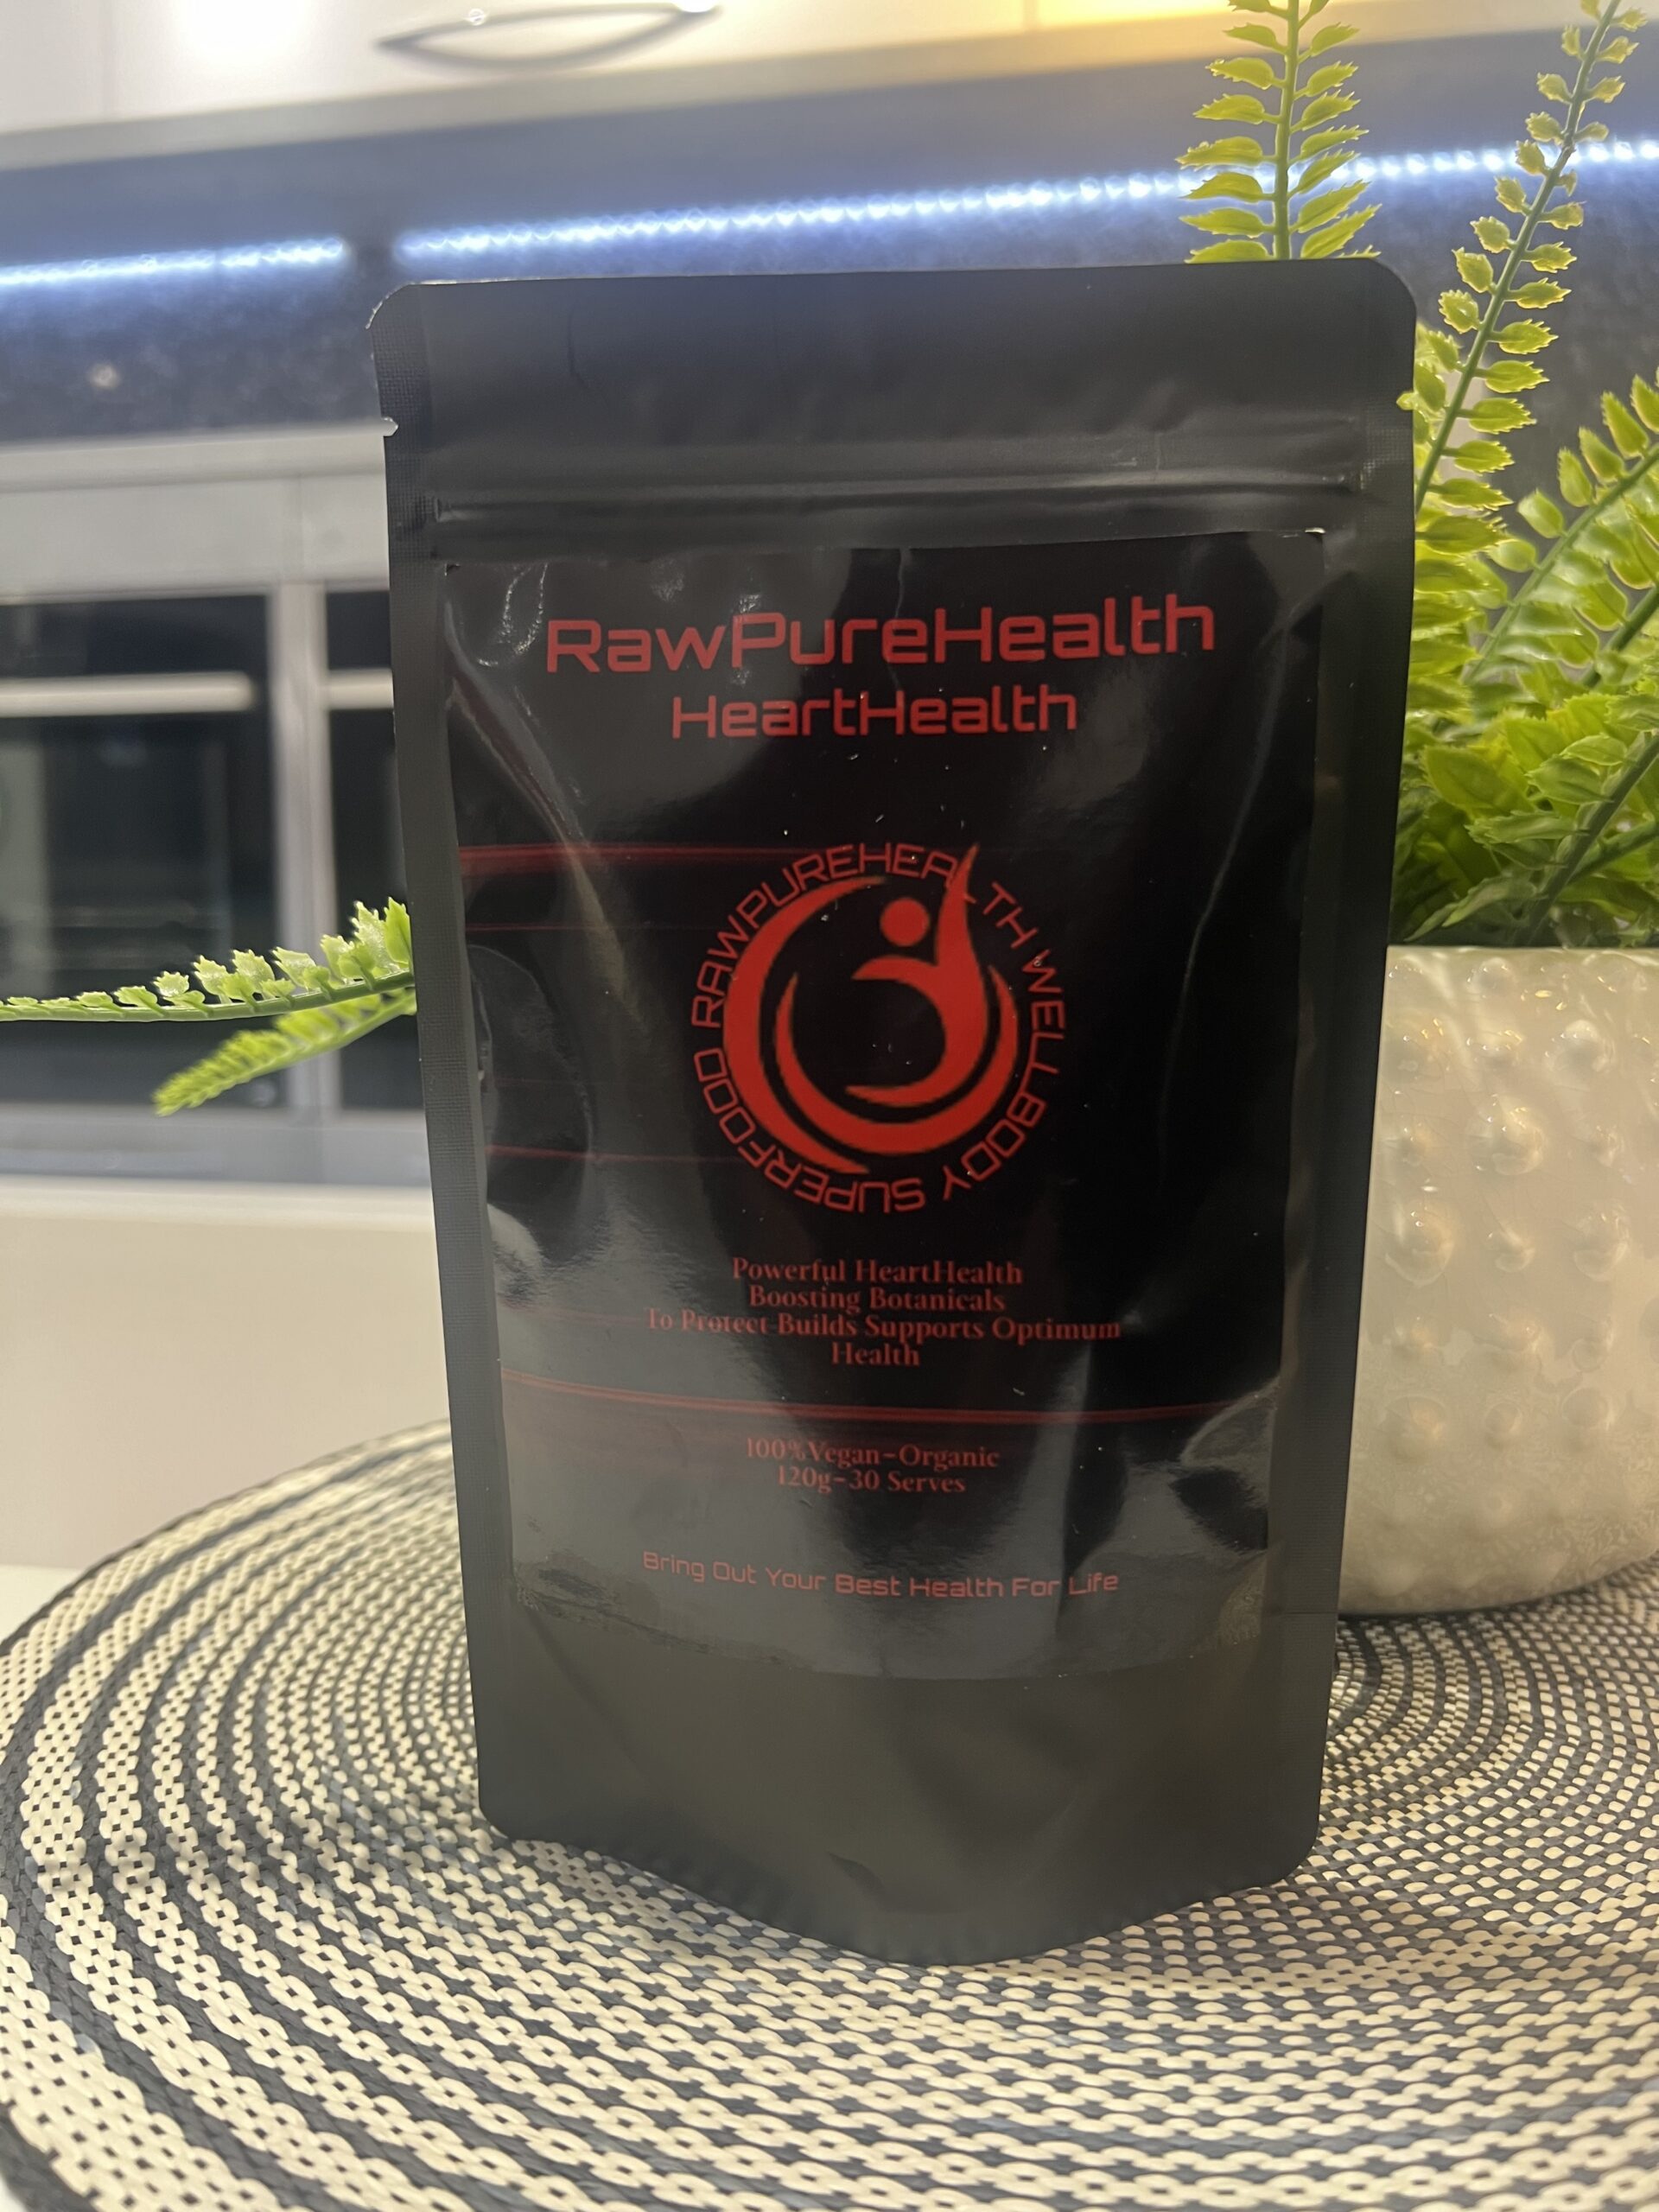 RawPureHealth
HeartHealth
RAWPUREHEALTH WELLBODY SUPERFOOD
Powerful HeartHealth
Boosting Botanicals
To Protect Builds Supports Optimum
Health
100%Vegan-Organic
120g-30 Serves
Bring Out Your Best Health For Life